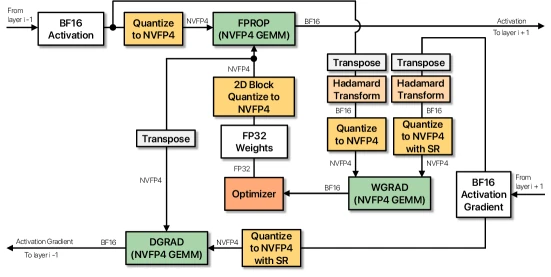 From
layer i -1
BF16
Activation
Quantize
to NVFP4
NVFP4
FPROP
(NVFP4 GEMM)
BF16
Activation
To layer i + 1
NVFP4
2D Block
Quantize to
NVFP4
FP32
Weights
FP32
Optimizer
Transpose
NVFP4
Transpose
Hadamard
Transform
BF16
Quantize
to NVFP4
NVFP4
Transpose
Hadamard
Transform
BF16
Quantize
to NVFP4
with SR
NVFP4
BF16
WGRAD
(NVFP4 GEMM)
BF16
Activation
Gradient
From
layer i + 1
Activation Gradient
To layer i -1
BF16
DGRAD
(NVFP4 GEMM)
NVFP4
Quantize
to NVFP4
with SR